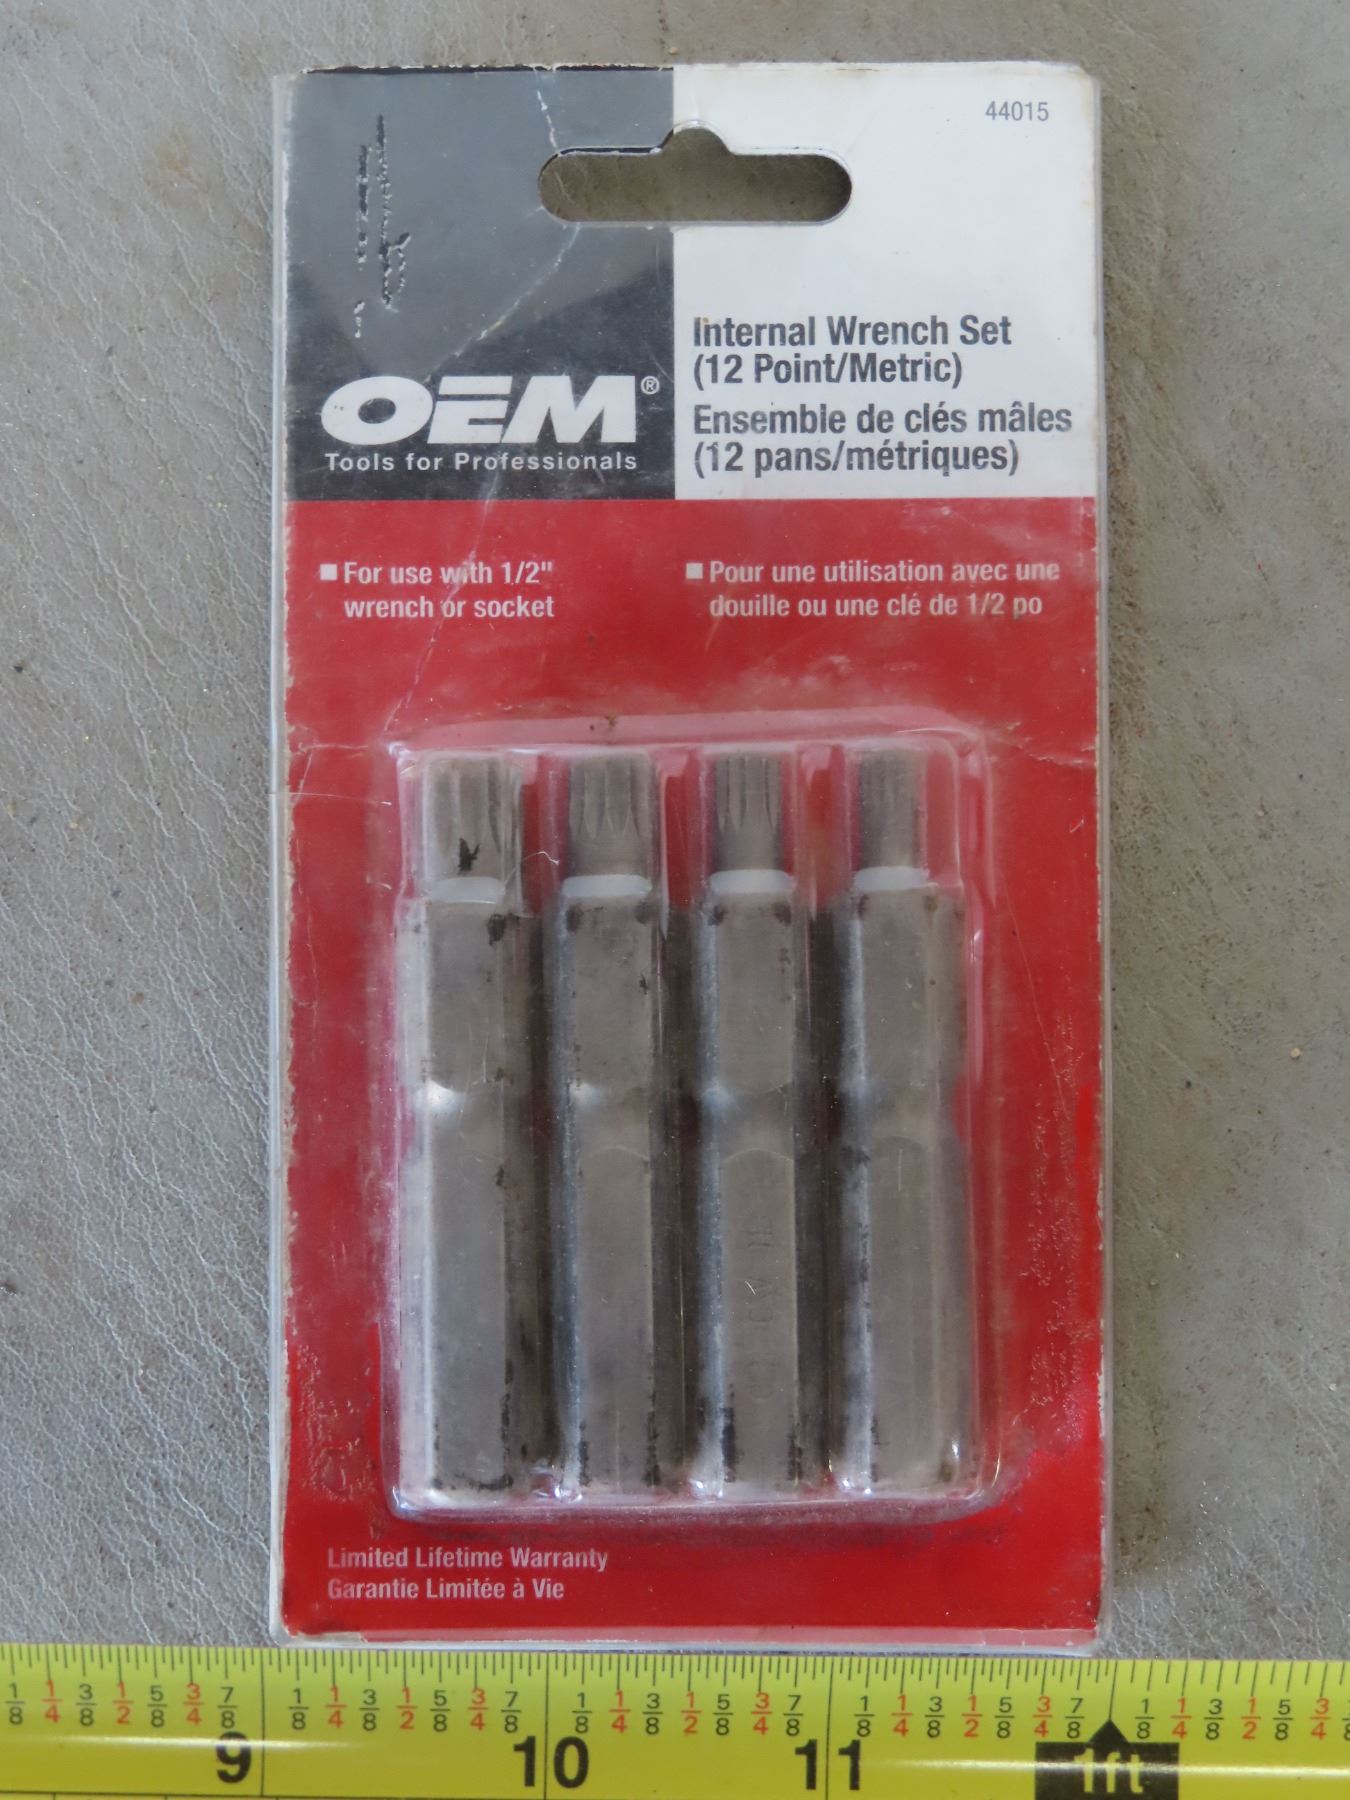 44015
Internal Wrench Set
(12 Point/Metric)
Ensemble de clés mâles
(12 pans/métriques)
OEM®
Tools for Professionals
■ For use with 1/2"
wrench or socket
■ Pour une utilisation avec une
douille ou une clé de 1/2 po
Limited Lifetime Warranty
Garantie Limitée à Vie
1/8 1/4 3/8 1/2 5/8 3/4 7/8 1/8 1/4 3/8 1/2 5/8 3/4 7/8 1/8 1/4 3/8 1/2 5/8 3/4 7/8 1/8 1/4 3/8 1/2 5/8 3/4 7/8 1/8 1/4 3/8 1/2 5/8 3/4
9 10 11 1ft